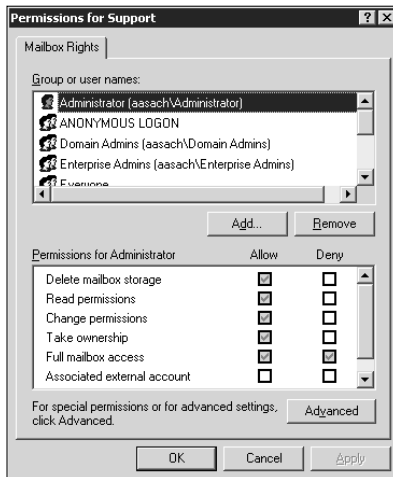 Permissions for Support
Mailbox Rights
Group or user names:
Administrator (aasach\Administrator)
ANONYMOUS LOGON
Domain Admins (aasach\Domain Admins)
Enterprise Admins (aasach\Enterprise Admins)
Everyone
Add... Remove
Permissions for Administrator Allow Deny
Delete mailbox storage
Read permissions
Change permissions
Take ownership
Full mailbox access
Associated external account
For special permissions or for advanced settings,
click Advanced.
Advanced
OK Cancel Apply